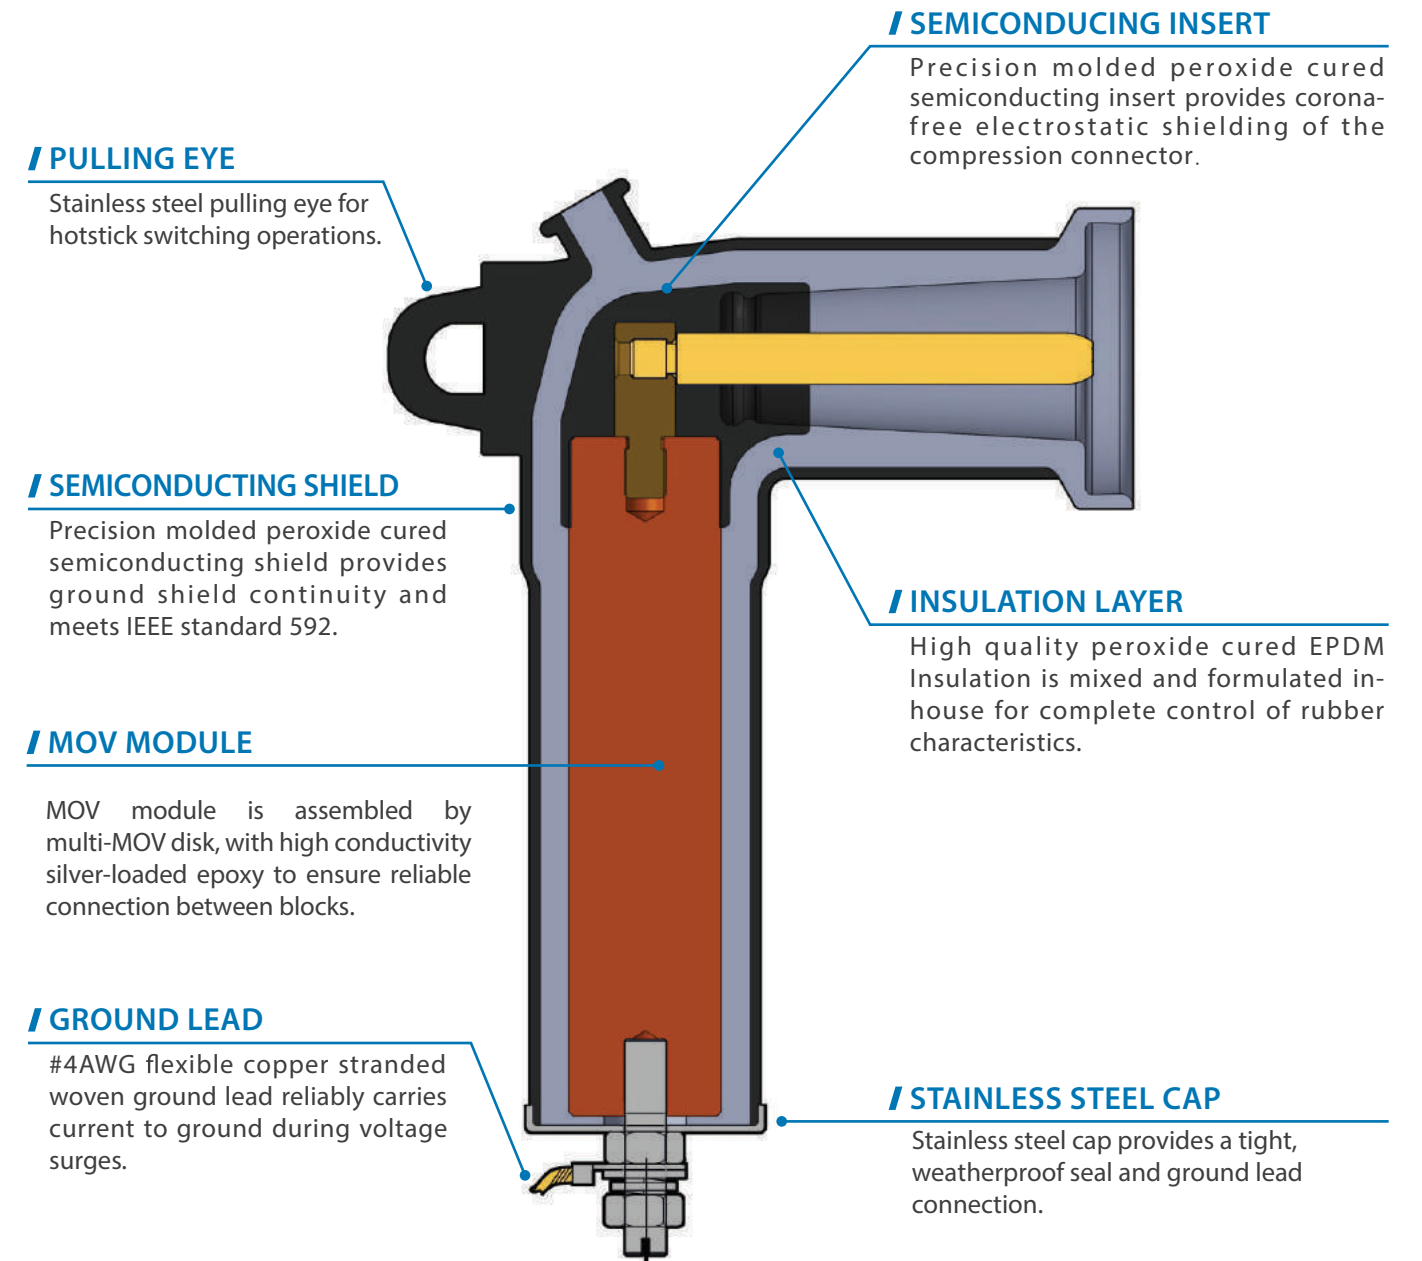 SEMICONDUCING INSERT
Precision molded peroxide cured
semiconducting insert provides corona-
free electrostatic shielding of the
compression connector.
PULLING EYE
Stainless steel pulling eye for
hotstick switching operations.
SEMICONDUCTING SHIELD
Precision molded peroxide cured
semiconducting shield provides
ground shield continuity and
meets IEEE standard 592.
INSULATION LAYER
High quality peroxide cured EPDM
Insulation is mixed and formulated in-
house for complete control of rubber
characteristics.
MOV MODULE
MOV module is assembled by
multi-MOV disk, with high conductivity
silver-loaded epoxy to ensure reliable
connection between blocks.
GROUND LEAD
#4AWG flexible copper stranded
woven ground lead reliably carries
current to ground during voltage
surges.
STAINLESS STEEL CAP
Stainless steel cap provides a tight,
weatherproof seal and ground lead
connection.